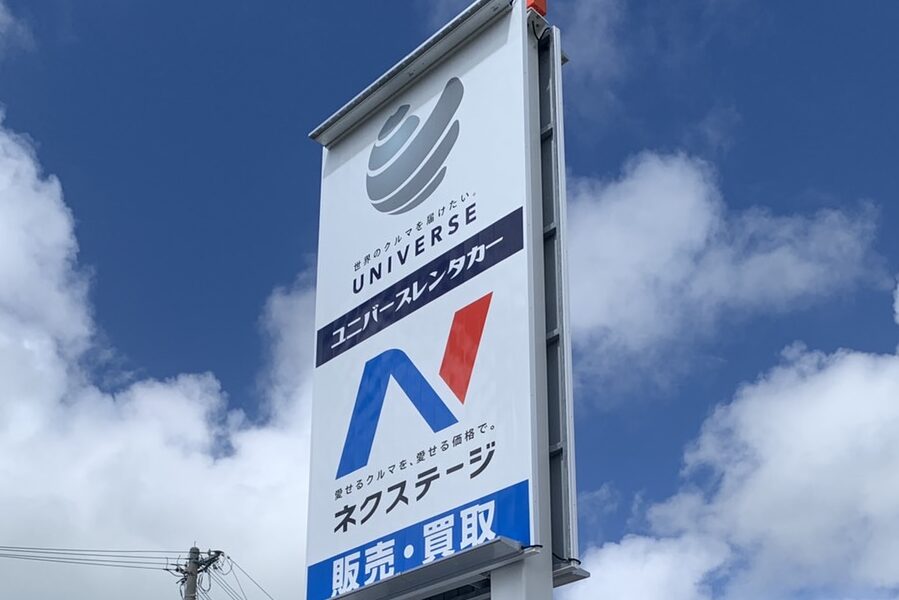 世界のクルマを届けたい。
UNIVERSE
ユニバースレンタカー
愛せるクルマを、愛せる価格で。
ネクステージ
販売・買取